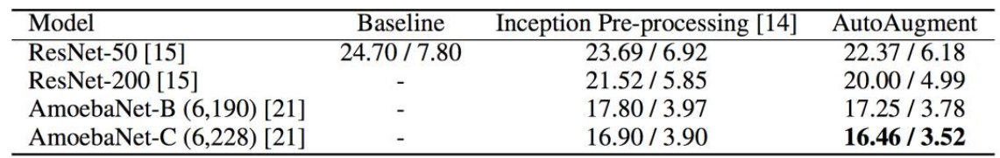 Model Baseline Inception Pre-processing [14] AutoAugment
ResNet-50 [15] 24.70 / 7.80 23.69 / 6.92 22.37 / 6.18
ResNet-200 [15] - 21.52 / 5.85 20.00 / 4.99
AmoebaNet-B (6,190) [21] - 17.80 / 3.97 17.25 / 3.78
AmoebaNet-C (6,228) [21] - 16.90 / 3.90 16.46 / 3.52